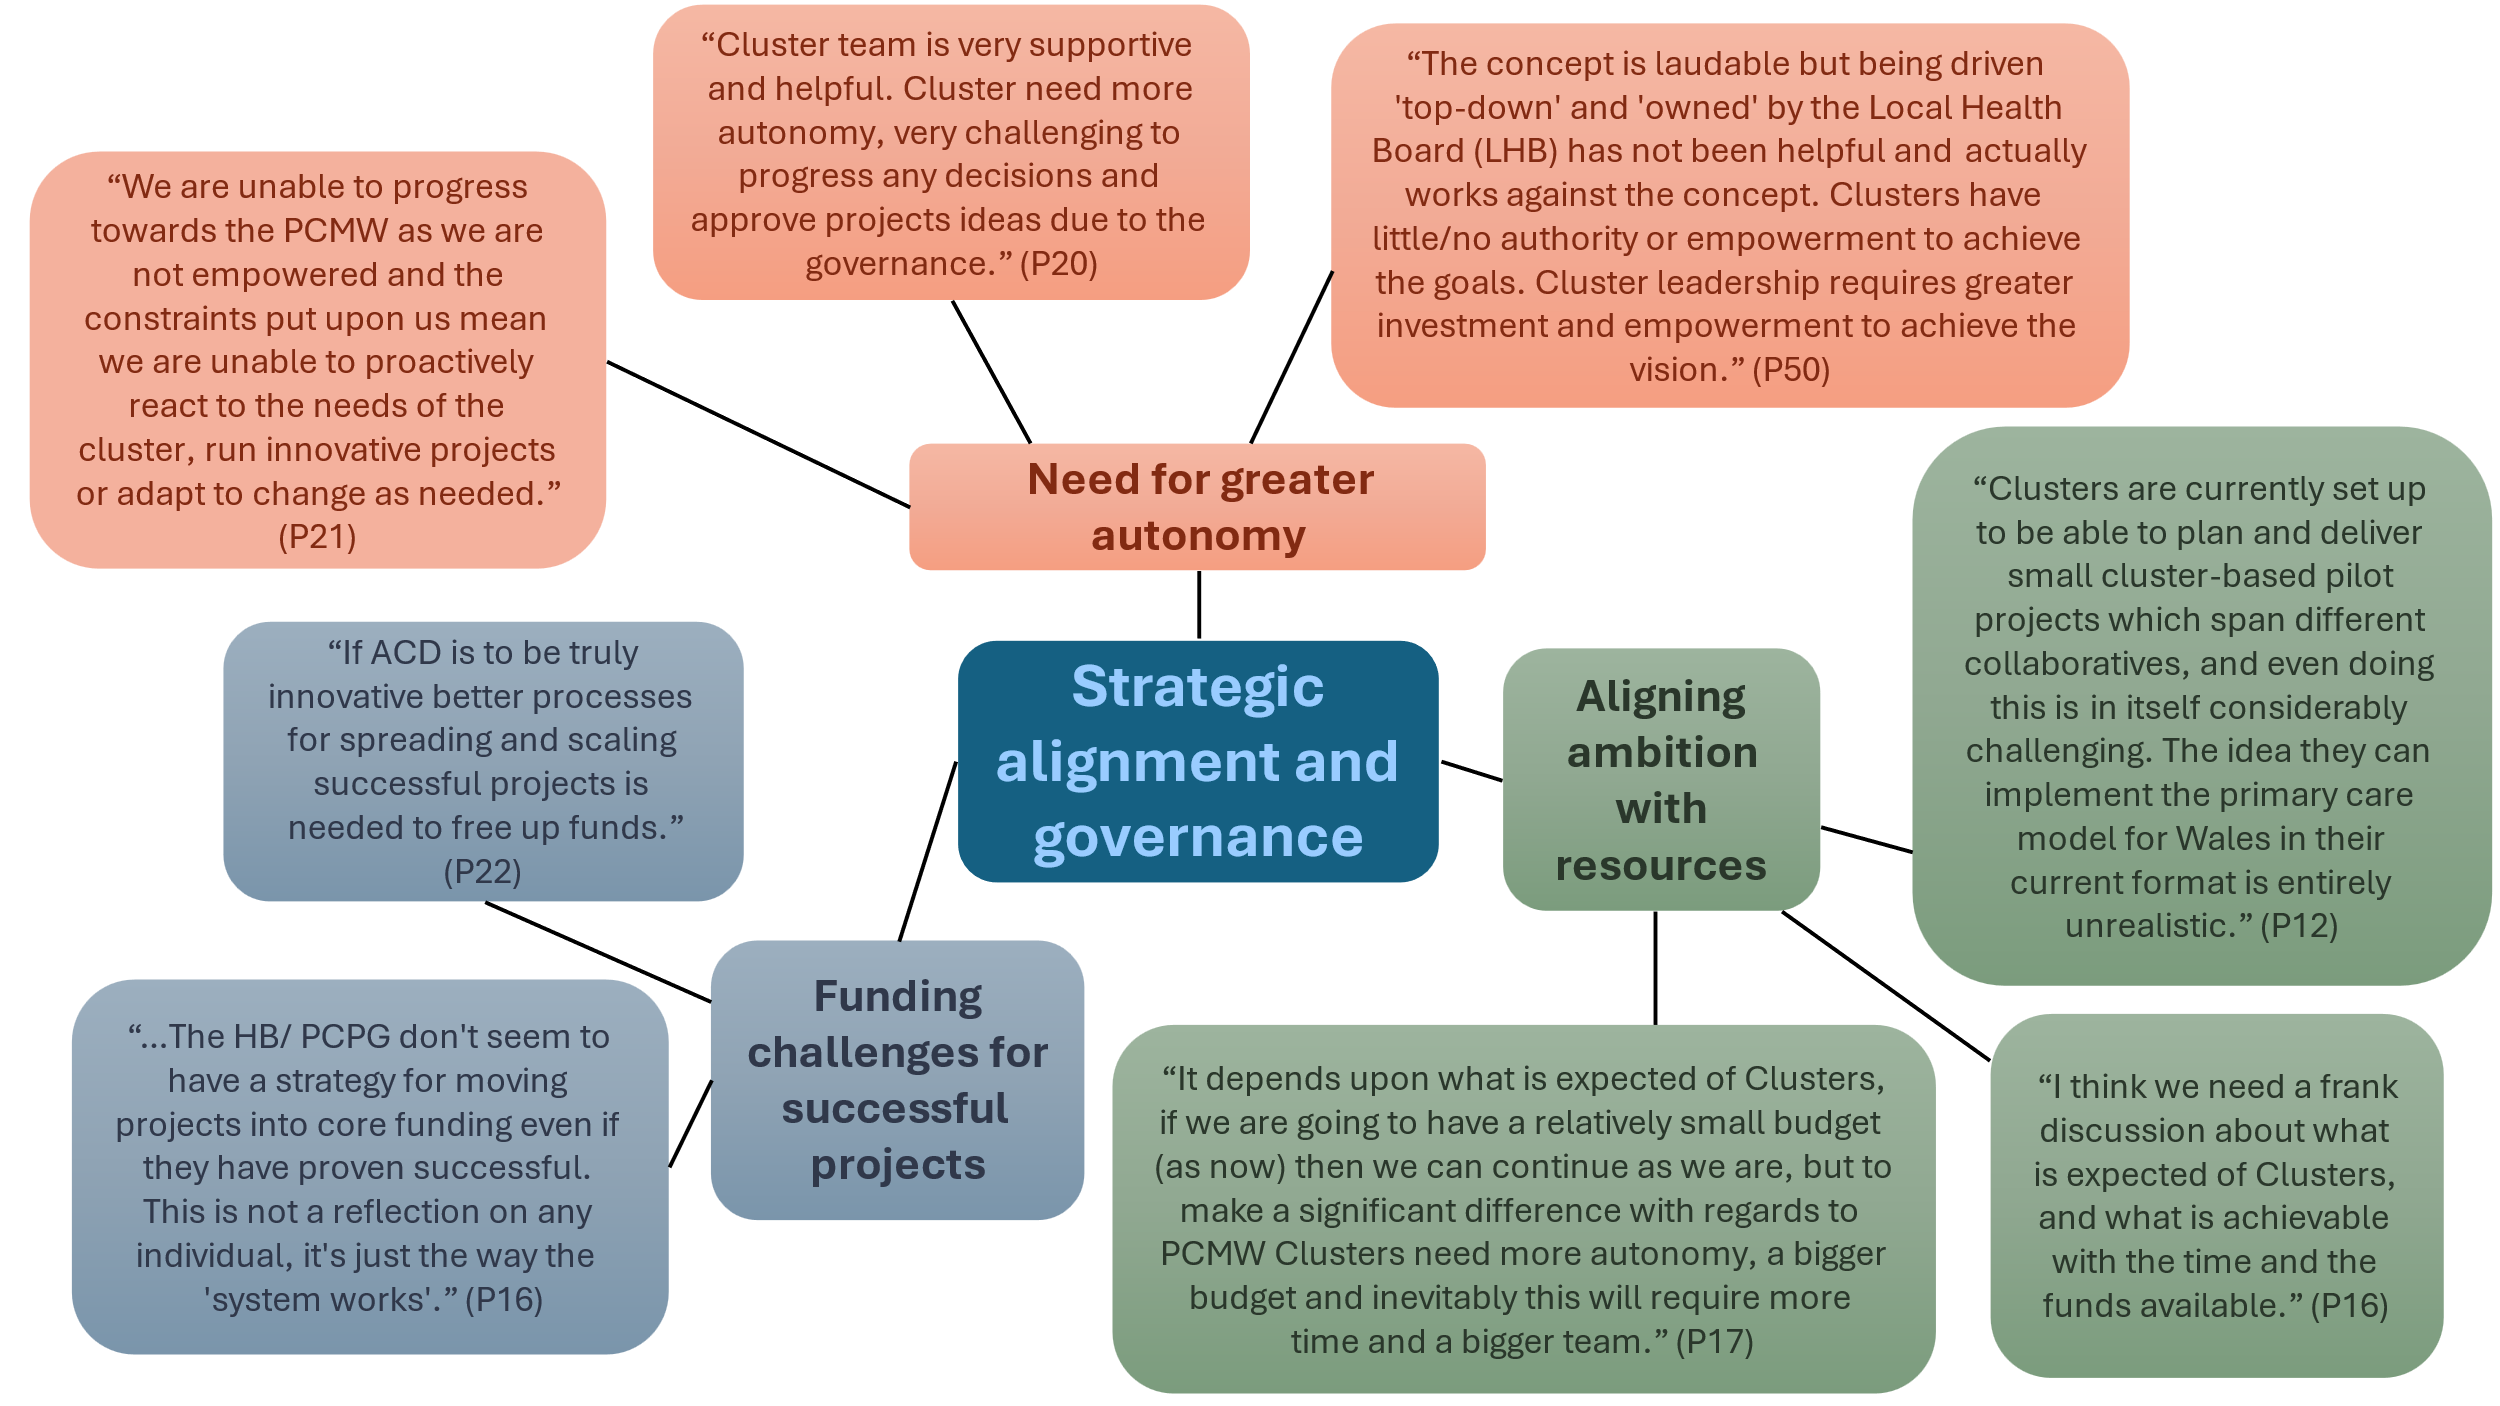 “Cluster team is very supportive
and helpful. Cluster need more
autonomy, very challenging to
progress any decisions and
approve projects ideas due to the
governance.” (P20)
“The concept is laudable but being driven
'top-down' and 'owned' by the Local Health
Board (LHB) has not been helpful and actually
works against the concept. Clusters have
little/no authority or empowerment to achieve
the goals. Cluster leadership requires greater
investment and empowerment to achieve the
vision.” (P50)
“We are unable to progress
towards the PCMW as we are
not empowered and the
constraints put upon us mean
we are unable to proactively
react to the needs of the
cluster, run innovative projects
or adapt to change as needed.”
(P21)
Need for greater
autonomy
“Clusters are currently set up
to be able to plan and deliver
small cluster-based pilot
projects which span different
collaboratives, and even doing
this is in itself considerably
challenging. The idea they can
implement the primary care
model for Wales in their
current format is entirely
unrealistic.” (P12)
“If ACD is to be truly
innovative better processes
for spreading and scaling
successful projects is
needed to free up funds.”
(P22)
Strategic
alignment and
governance
Aligning
ambition
with
resources
Funding
challenges for
successful
projects
“...The HB/ PCPG don't seem to
have a strategy for moving
projects into core funding even if
they have proven successful.
This is not a reflection on any
individual, it's just the way the
'system works'.” (P16)
“It depends upon what is expected of Clusters,
if we are going to have a relatively small budget
(as now) then we can continue as we are, but to
make a significant difference with regards to
PCMW Clusters need more autonomy, a bigger
budget and inevitably this will require more
time and a bigger team.” (P17)
“I think we need a frank
discussion about what
is expected of Clusters,
and what is achievable
with the time and the
funds available.” (P16)